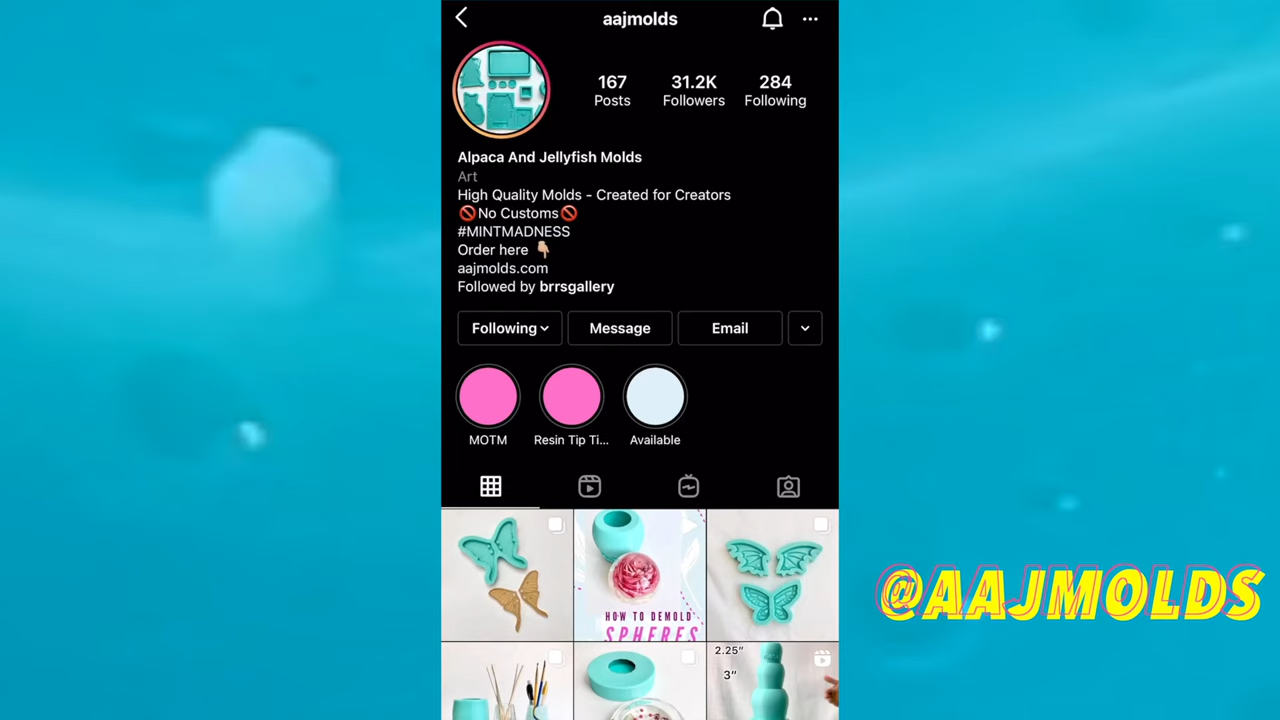 aajmolds
167 31.2K 284
Posts Followers Following
Alpaca And Jellyfish Molds
Art
High Quality Molds - Created for Creators
🚫No Customs🚫
#MINTMADNESS
Order here 👇🏼
aajmolds.com
Followed by brrsgallery
Following Message Email
MOTM Resin Tip Ti... Available
HOW TO DEMOLD
SPHERES
2.25"
3"
@AAJMOLDS